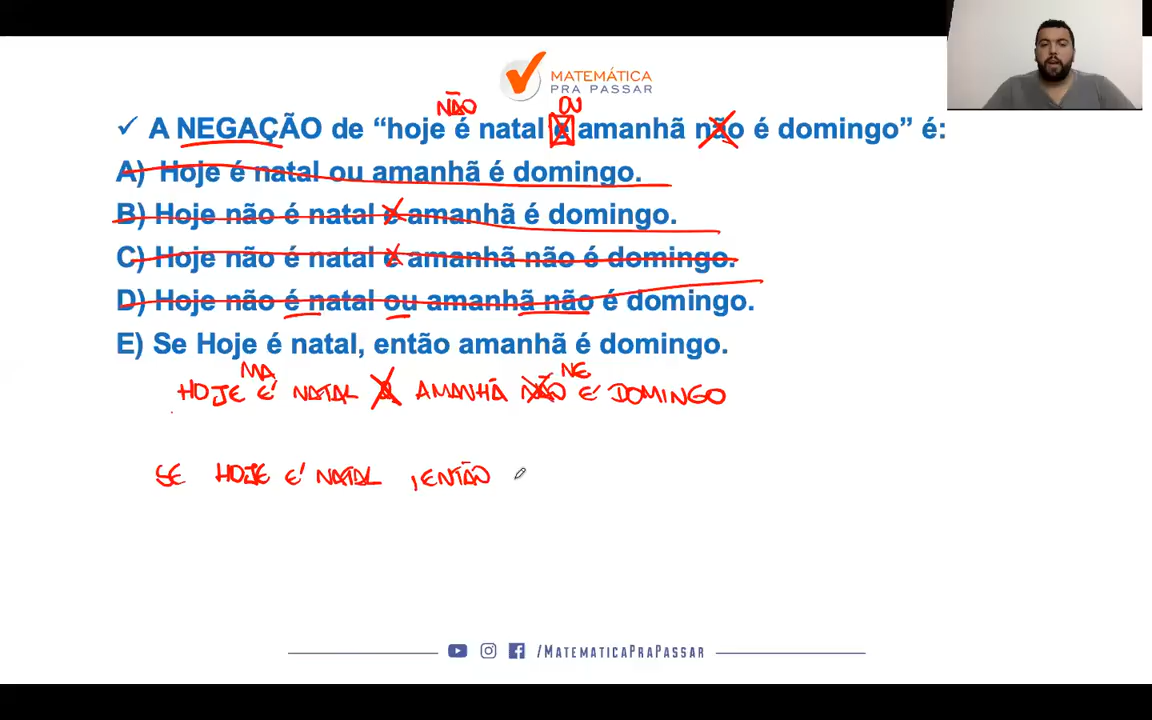 MATEMÁTICA
PRA PASSAR
NÃO OU
✓ A NEGAÇÃO de “hoje é natal e amanhã não é domingo” é:
A) Hoje é natal ou amanhã é domingo.
B) Hoje não é natal e amanhã é domingo.
C) Hoje não é natal e amanhã não é domingo.
D) Hoje não é natal ou amanhã não é domingo.
E) Se Hoje é natal, então amanhã é domingo.
MA NE
HOJE É NATAL AMANHÃ NÃO É DOMINGO
SE HOJE É NATAL , ENTÃO
/MATEMATICAPRAPASSAR